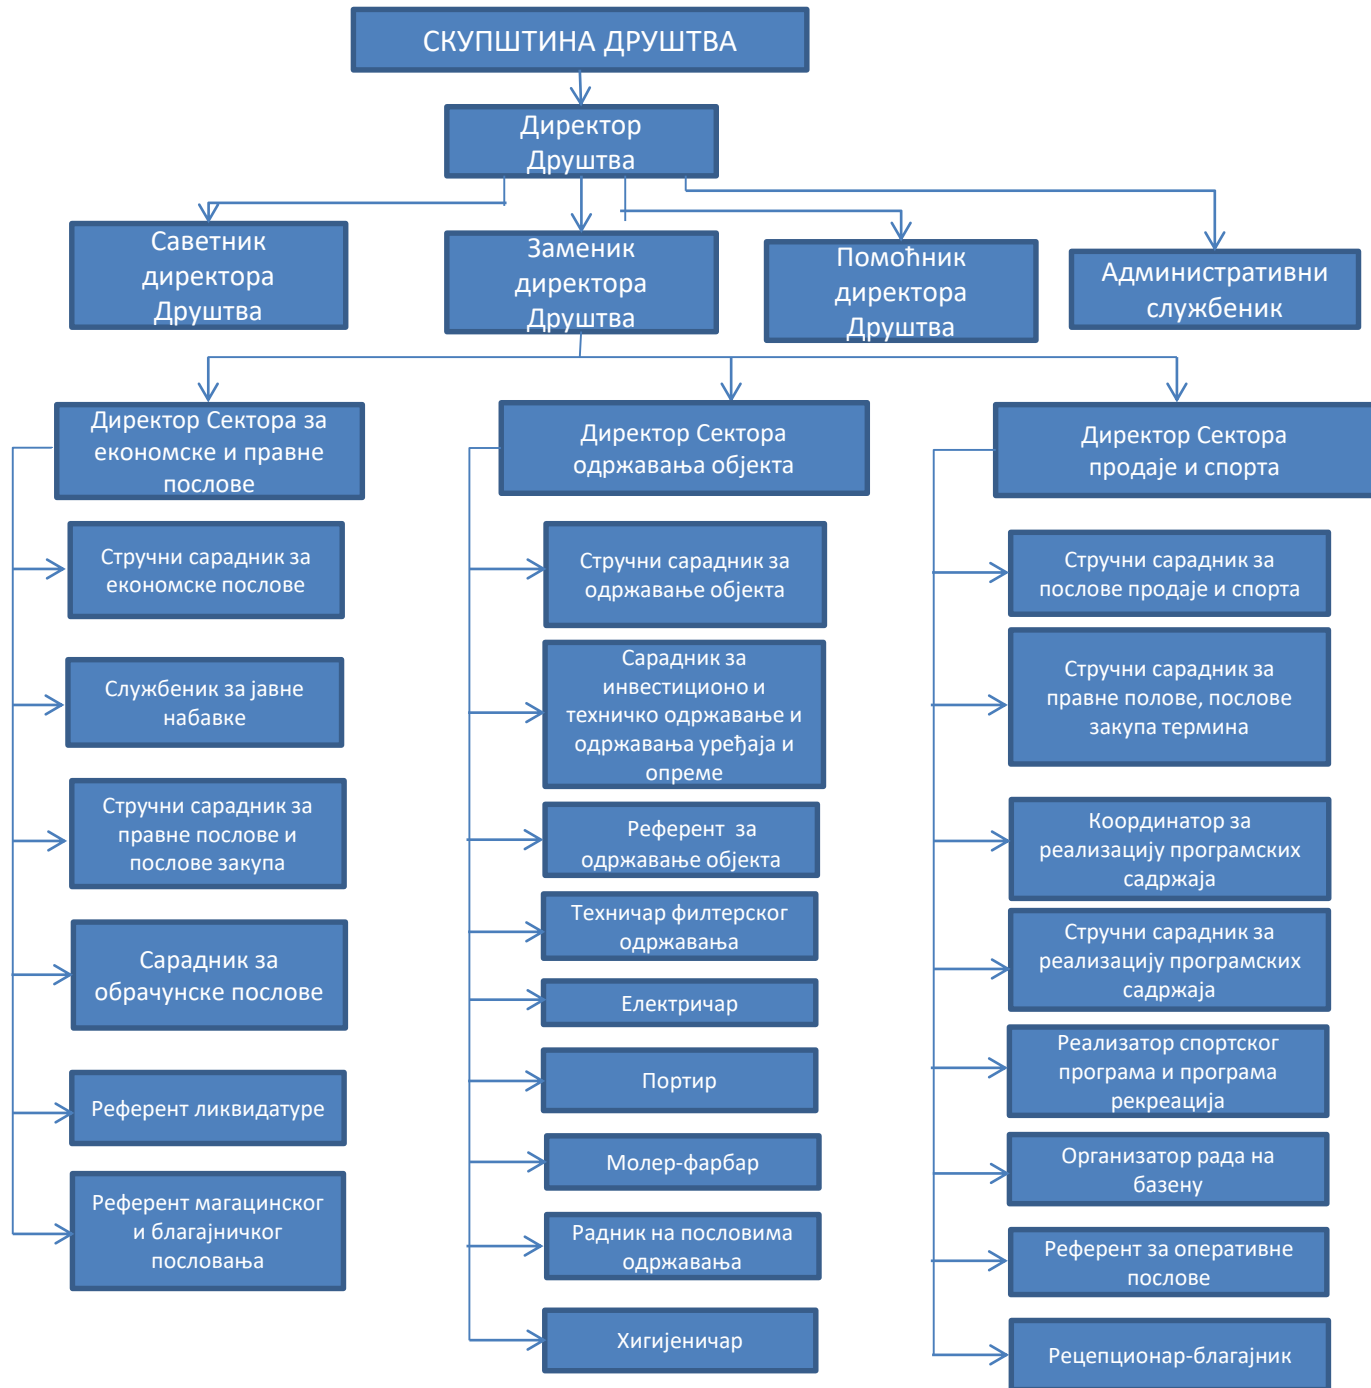 СКУПШТИНА ДРУШТВА
Директор
Друштва
Саветник
директора
Друштва
Заменик
директора
Друштва
Помоћник
директора
Друштва
Административни
службеник
Директор Сектора за
економске и правне
послове
Стручни сарадник за
економске послове
Службеник за јавне
набавке
Стручни сарадник за
правне послове и
послове закупа
Сарадник за
обрачунске послове
Референт ликвидатуре
Референт магацинског
и благајничког
пословања
Директор Сектора
одржавања објекта
Стручни сарадник за
одржавање објекта
Сарадник за
инвестиционо и
техничко одржавање и
одржавања уређаја и
опреме
Референт за
одржавање објекта
Техничар филтерског
одржавања
Електричар
Портир
Молер-фарбар
Радник на пословима
одржавања
Хигијеничар
Директор Сектора
продаје и спорта
Стручни сарадник за
послове продаје и спорта
Стручни сарадник за
правне полове, послове
закупа термина
Координатор за
реализацију програмских
садржаја
Стручни сарадник за
реализацију програмских
садржаја
Реализатор спортског
програма и програма
рекреација
Организатор рада на
базену
Референт за оперативне
послове
Рецепционар-благајник